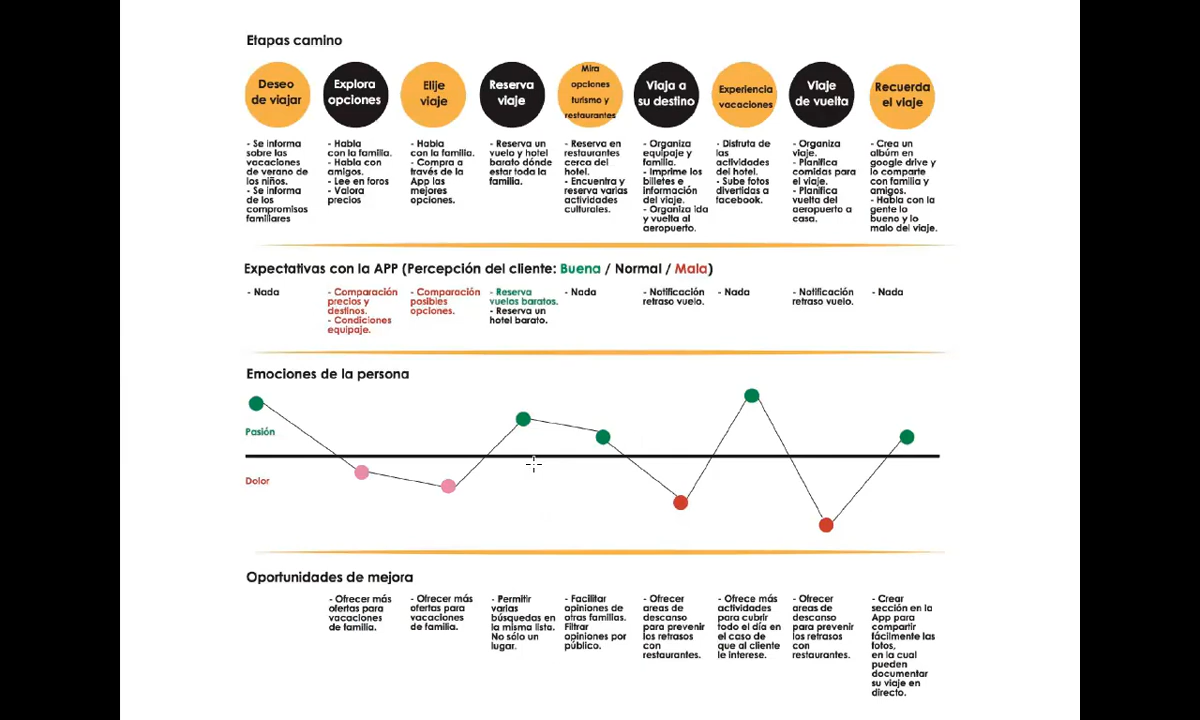 Etapas camino
Deseo
de viajar
Explora
opciones
Elije
viaje
Reserva
viaje
Mira
opciones
turismo y
restaurantes
Viaja a
su destino
Experiencia
vacaciones
Viaje
de vuelta
Recuerda
el viaje
- Se informa
sobre las
vacaciones
de verano de
los niños.
- Se informa
de los
compromisos
familiares
- Habla
con la familia.
- Habla con
amigos.
- Lee en foros
- Valora
precios
- Habla
con la familia.
- Compra a
través de la
App las
mejores
opciones.
- Reserva un
vuelo y hotel
barato dónde
estar toda la
familia.
- Reserva en
restaurantes
cerca del
hotel.
- Encuentra y
reserva varias
actividades
culturales.
- Organiza
equipaje y
familia.
- Imprime los
billetes e
información
del viaje.
- Organiza ida
y vuelta al
aeropuerto.
- Disfruta de
las
actividades
del hotel.
- Sube fotos
divertidas a
facebook.
- Organiza
viaje.
- Planifica
comidas para
el viaje.
- Planifica
vuelta del
aeropuerto a
casa.
- Crea un
albúm en
google drive y
lo comparte
con familia y
amigos.
- Habla con la
gente lo
bueno y lo
malo del viaje.
Expectativas con la APP (Percepción del cliente: Buena / Normal / Mala)
- Nada
- Comparación
precios y
destinos.
- Condiciones
equipaje.
- Comparación
posibles
opciones.
- Reserva
vuelos baratos.
- Reserva un
hotel barato.
- Nada
- Notificación
retraso vuelo.
- Nada
- Notificación
retraso vuelo.
- Nada
Emociones de la persona
Pasión
Dolor
Oportunidades de mejora
- Ofrecer más
ofertas para
vacaciones
de familia.
- Ofrecer más
ofertas para
vacaciones
de familia.
- Permitir
varias
búsquedas en
la misma lista.
No sólo un
lugar.
- Facilitar
opiniones de
otras familias.
Filtrar
opiniones por
público.
- Ofrecer
areas de
descanso
para prevenir
los retrasos
con
restaurantes.
- Ofrece más
actividades
para cubrir
todo el día en
el caso de
que al cliente
le interese.
- Ofrecer
areas de
descanso
para prevenir
los retrasos
con
restaurantes.
- Crear
sección en la
App para
compartir
fácilmente las
fotos,
en la cual
pueden
documentar
su viaje en
directo.